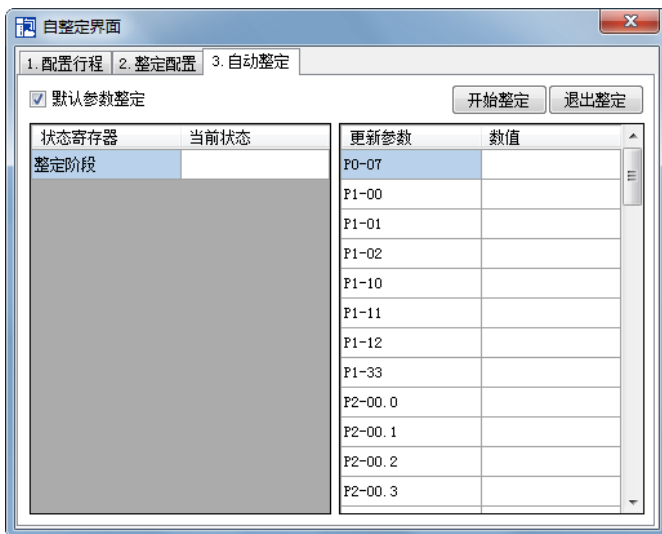 自整定界面
1.配置行程 2.整定配置 3.自动整定
默认参数整定 开始整定 退出整定
状态寄存器 当前状态 更新参数 数值
整定阶段 P0-07
P1-00
P1-01
P1-02
P1-10
P1-11
P1-12
P1-33
P2-00.0
P2-00.1
P2-00.2
P2-00.3